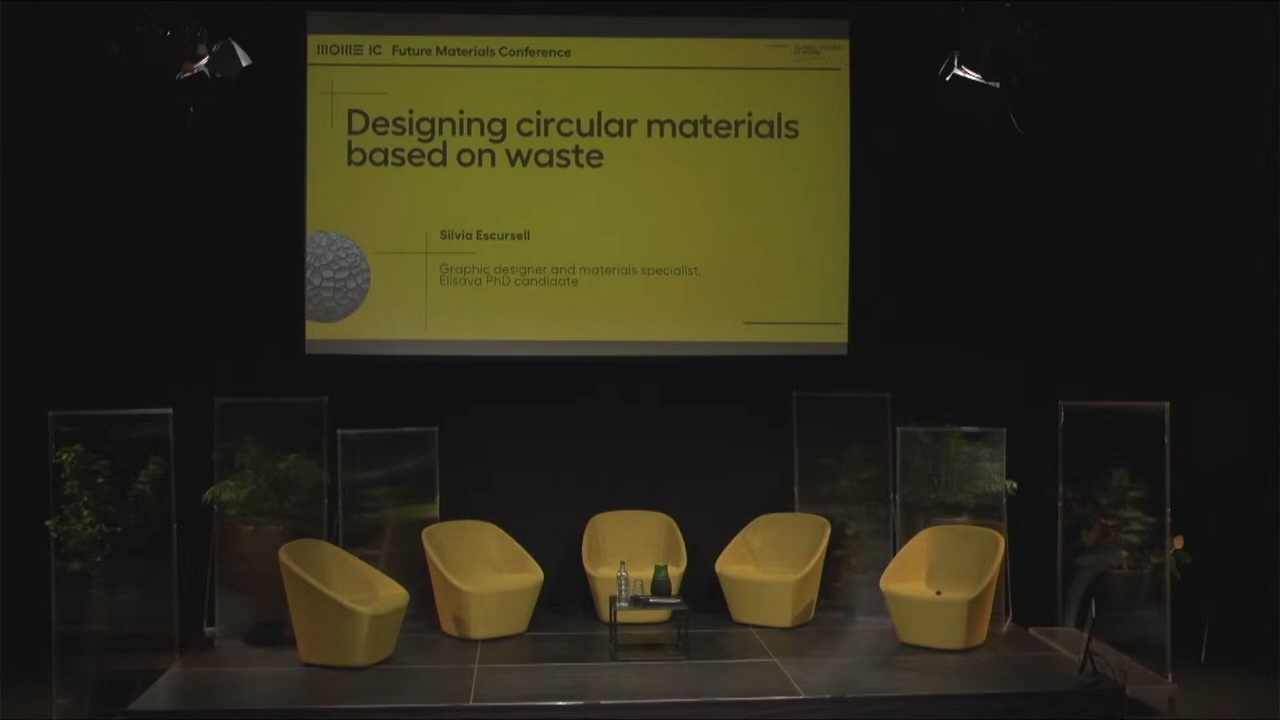 MOME IC Future Materials Conference
Designing circular materials
based on waste
Silvia Escursell
Graphic designer and materials specialist.
Elisava PhD candidate